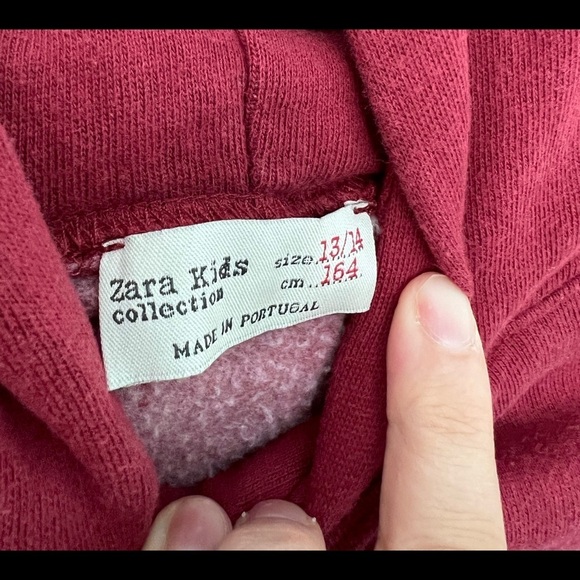 Zara Kids
collection
size..13/14
cm...164
MADE IN PORTUGAL